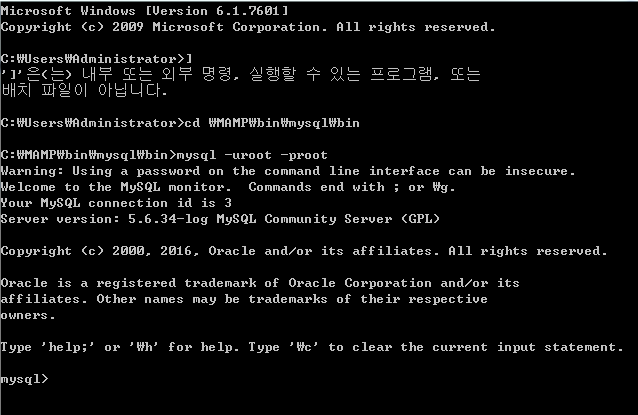 Microsoft Windows [Version 6.1.7601]
Copyright (c) 2009 Microsoft Corporation. All rights reserved.
C:₩Users₩Administrator>]
']'은(는) 내부 또는 외부 명령, 실행할 수 있는 프로그램, 또는
배치 파일이 아닙니다.
C:₩Users₩Administrator>cd ₩MAMP₩bin₩mysql₩bin
C:₩MAMP₩bin₩mysql₩bin>mysql -uroot -proot
Warning: Using a password on the command line interface can be insecure.
Welcome to the MySQL monitor.  Commands end with ; or ₩g.
Your MySQL connection id is 3
Server version: 5.6.34-log MySQL Community Server (GPL)
Copyright (c) 2000, 2016, Oracle and/or its affiliates. All rights reserved.
Oracle is a registered trademark of Oracle Corporation and/or its
affiliates. Other names may be trademarks of their respective
owners.
Type 'help;' or '₩h' for help. Type '₩c' to clear the current input statement.
mysql>